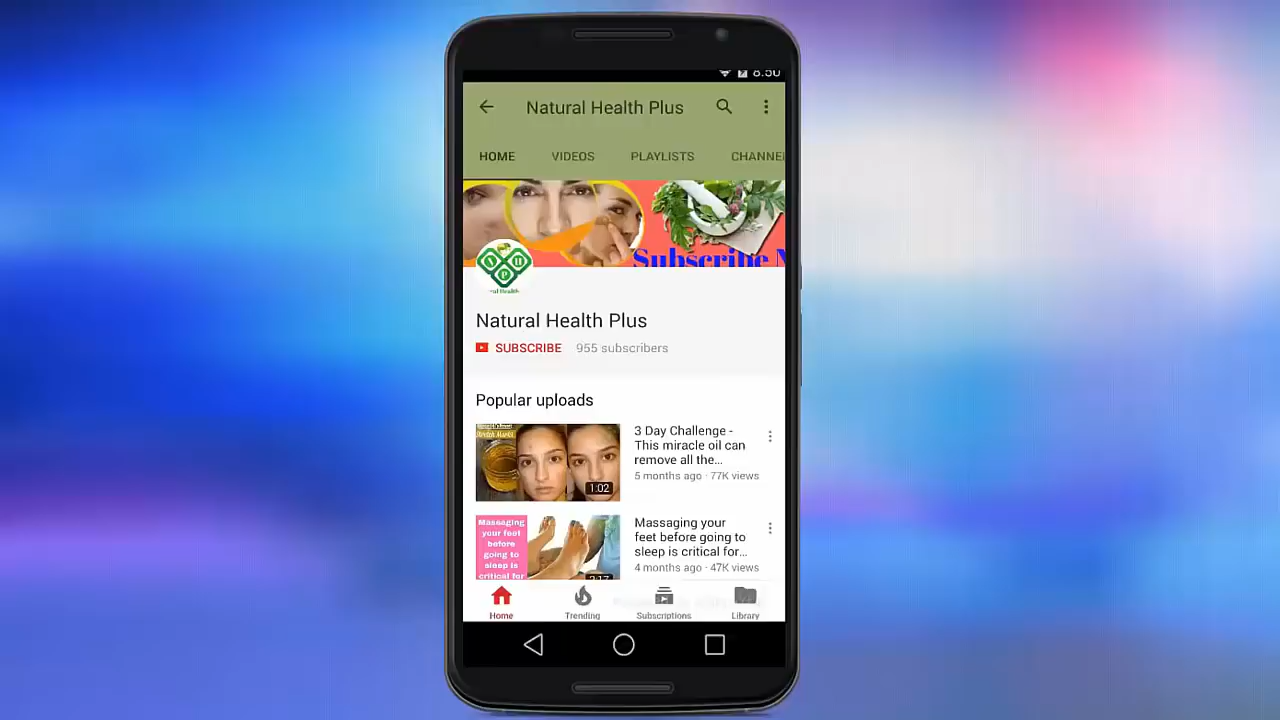 8:50
Natural Health Plus
HOME VIDEOS PLAYLISTS CHANNE
Subscribe N
Natural Health Plus
SUBSCRIBE 955 subscribers
Popular uploads
3 Day Challenge -
This miracle oil can
remove all the...
5 months ago · 77K views
1:02
Massaging your
feet before going to
sleep is critical for...
4 months ago · 47K views
Massaging
your feet
before
going to
sleep is
critical for
Home Trending Subscriptions Library